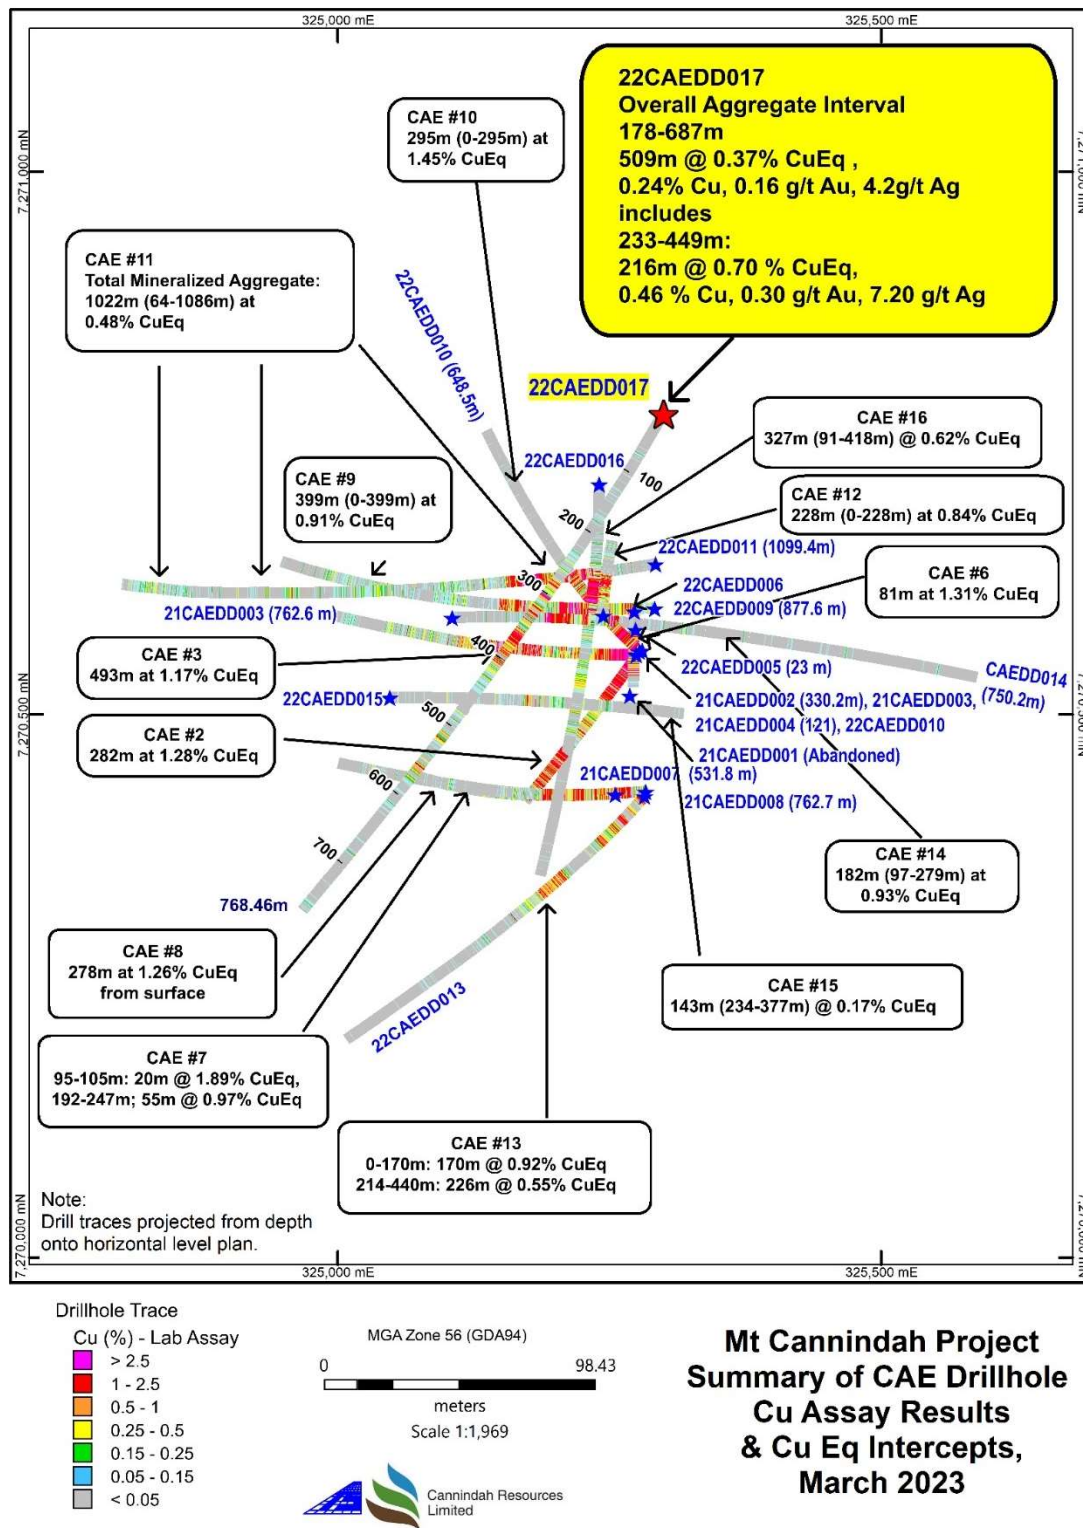 325,000 mE
325,500 mE
7,271,000 mN
7,271,000 mN
22CAEDD017
Overall Aggregate Interval
178-687m
509m @ 0.37% CuEq ,
0.24% Cu, 0.16 g/t Au, 4.2g/t Ag
includes
233-449m:
216m @ 0.70 % CuEq,
0.46 % Cu, 0.30 g/t Au, 7.20 g/t Ag
CAE #10
295m (0-295m) at
1.45% CuEq
CAE #11
Total Mineralized Aggregate:
1022m (64-1086m) at
0.48% CuEq
22CAEDD010 (648.5m)
22CAEDD017
CAE #16
327m (91-418m) @ 0.62% CuEq
22CAEDD016
100
CAE #9
399m (0-399m) at
0.91% CuEq
CAE #12
228m (0-228m) at 0.84% CuEq
200
22CAEDD011 (1099.4m)
300
22CAEDD006
CAE #6
81m at 1.31% CuEq
21CAEDD003 (762.6 m)
22CAEDD009 (877.6 m)
400
CAE #3
493m at 1.17% CuEq
22CAEDD005 (23 m)
CAEDD014
(750.2m)
22CAEDD015
21CAEDD002 (330.2m), 21CAEDD003,
21CAEDD004 (121), 22CAEDD010
7,270,500 mN
7,270,500 mN
500
CAE #2
282m at 1.28% CuEq
21CAEDD001 (Abandoned)
21CAEDD007 (531.8 m)
600
21CAEDD008 (762.7 m)
700
CAE #14
182m (97-279m) at
0.93% CuEq
768.46m
CAE #8
278m at 1.26% CuEq
from surface
CAE #15
143m (234-377m) @ 0.17% CuEq
22CAEDD013
CAE #7
95-105m: 20m @ 1.89% CuEq,
192-247m; 55m @ 0.97% CuEq
CAE #13
0-170m: 170m @ 0.92% CuEq
214-440m: 226m @ 0.55% CuEq
Note:
Drill traces projected from depth
onto horizontal level plan.
7,270,000 mN
7,270,000 mN
325,000 mE
325,500 mE
Drillhole Trace
Cu (%) - Lab Assay
> 2.5
1 - 2.5
0.5 - 1
0.25 - 0.5
0.15 - 0.25
0.05 - 0.15
< 0.05
MGA Zone 56 (GDA94)
0
98.43
meters
Scale 1:1,969
Cannindah Resources
Limited
Mt Cannindah Project
Summary of CAE Drillhole
Cu Assay Results
& Cu Eq Intercepts,
March 2023